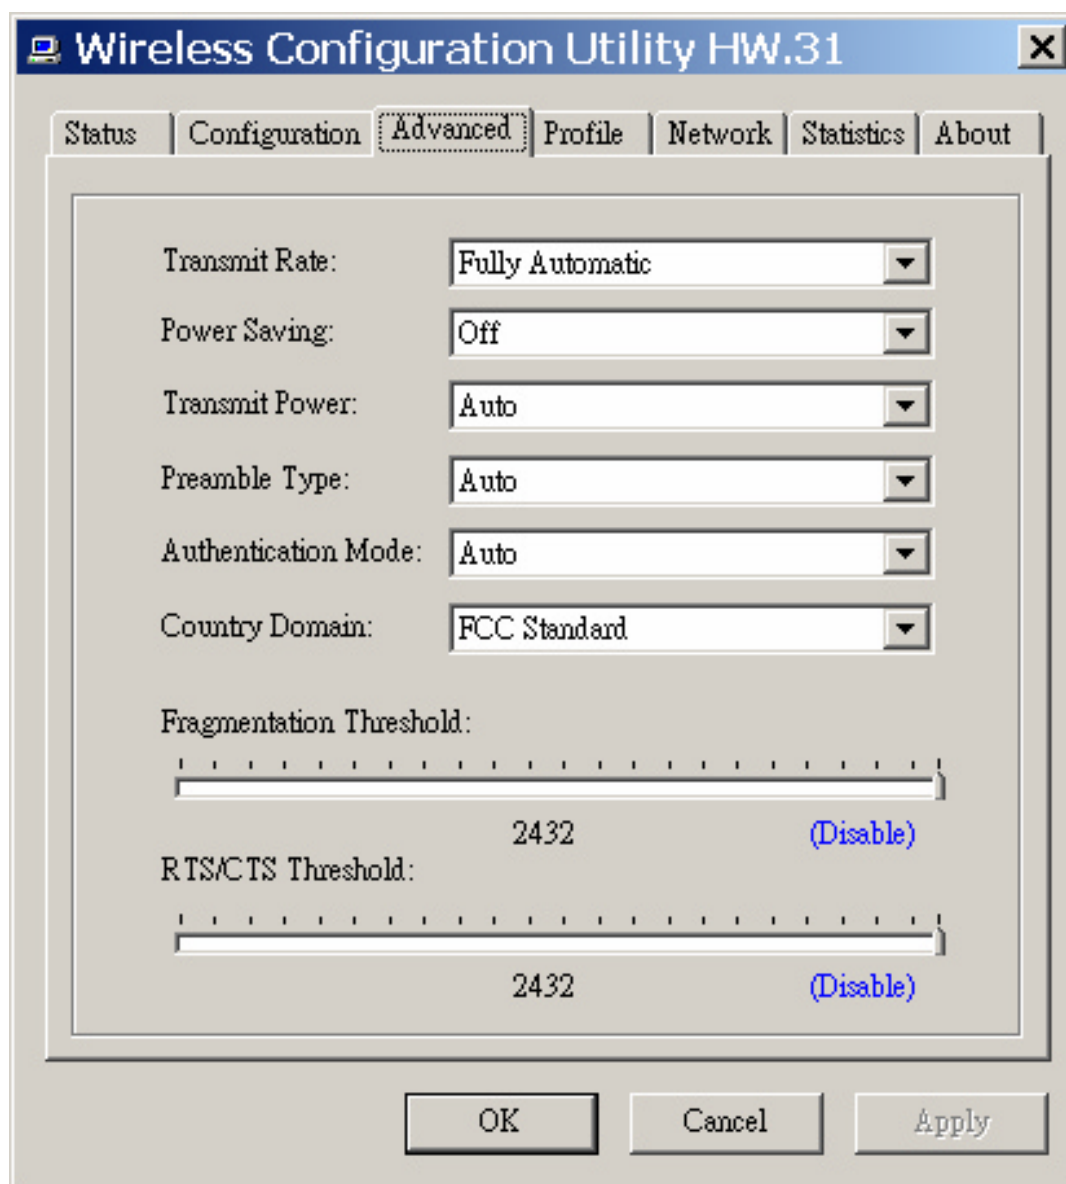 Wireless Configuration Utility HW.31
Status Configuration Advanced Profile Network Statistics About
Transmit Rate: Fully Automatic
Power Saving: Off
Transmit Power: Auto
Preamble Type: Auto
Authentication Mode: Auto
Country Domain: FCC Standard
Fragmentation Threshold:
2432 (Disable)
RTS/CTS Threshold:
2432 (Disable)
OK Cancel Apply